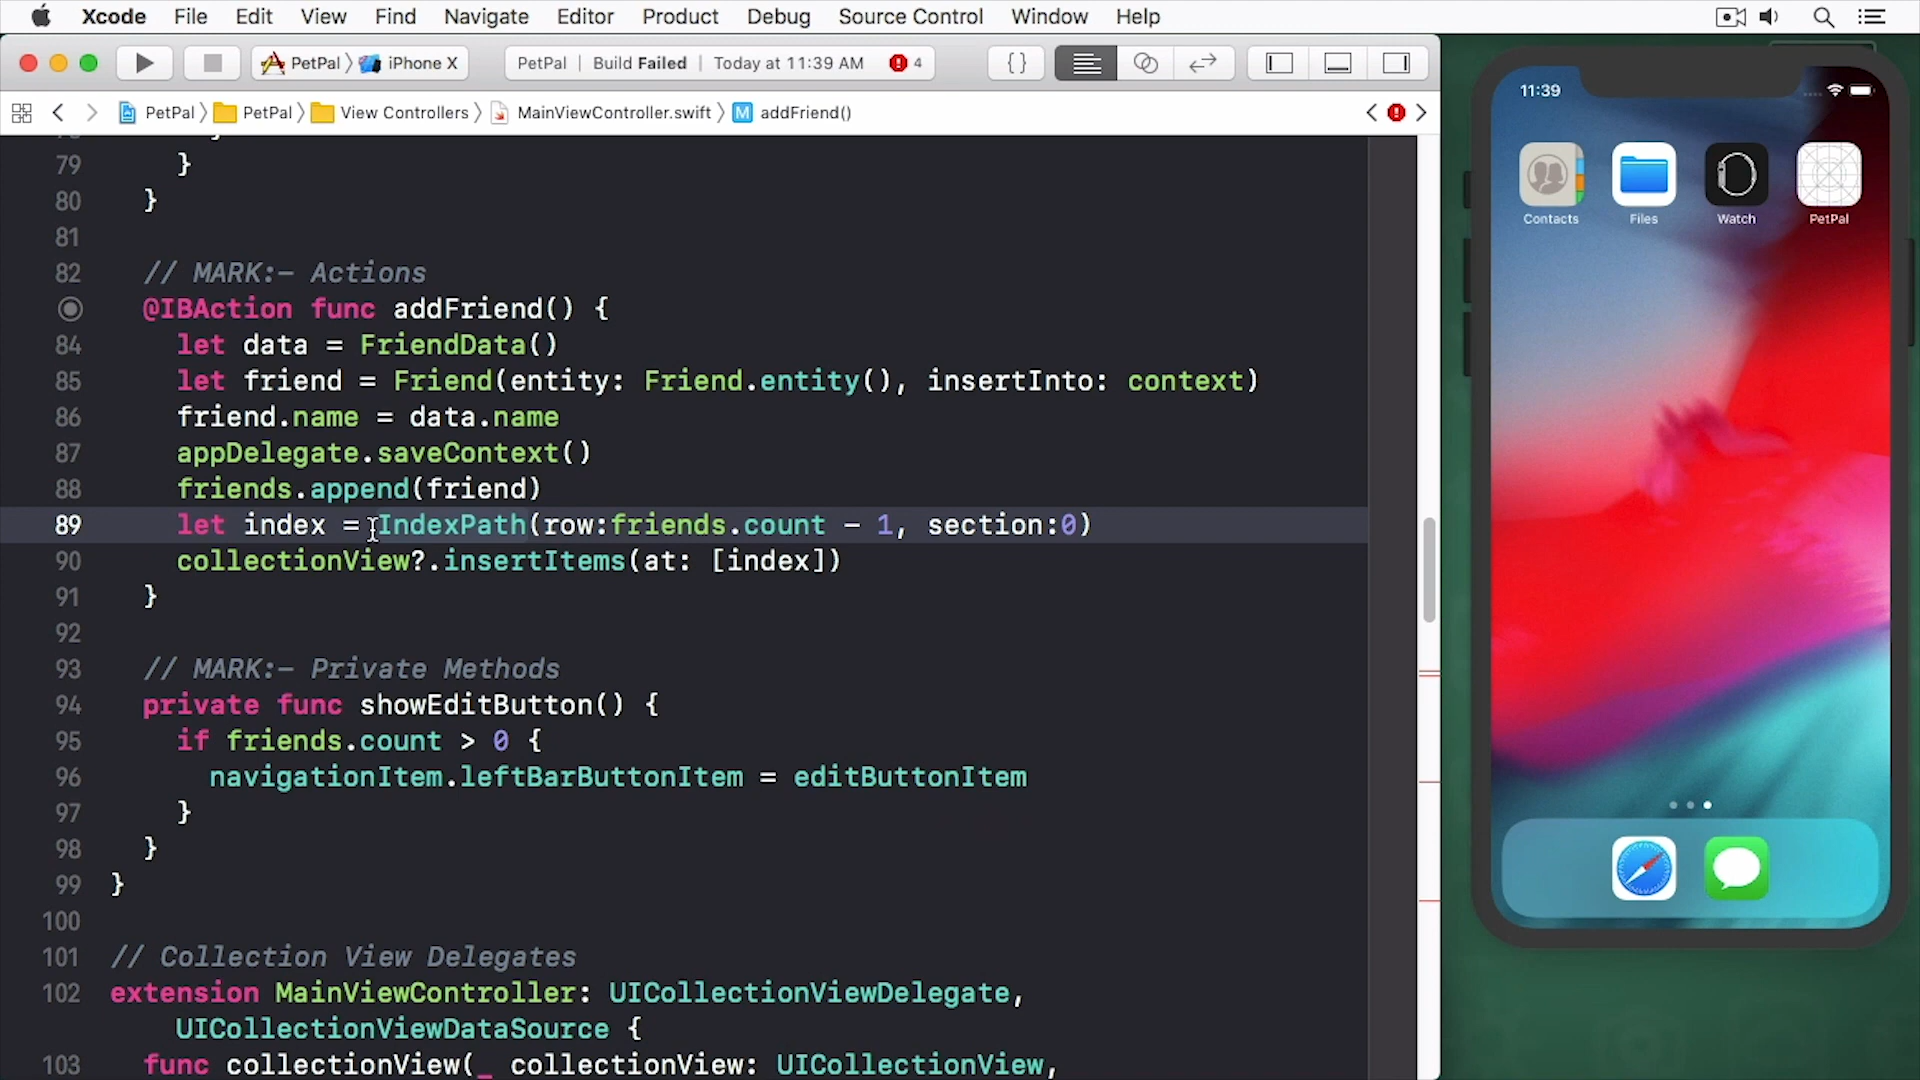 Xcode File Edit View Find Navigate Editor Product Debug Source Control Window Help
PetPal iPhone X PetPal | Build Failed | Today at 11:39 AM 4
PetPal PetPal View Controllers MainViewController.swift M addFriend()
79 }
80 }
81
82 // MARK:- Actions
@IBAction func addFriend() {
84 let data = FriendData()
85 let friend = Friend(entity: Friend.entity(), insertInto: context)
86 friend.name = data.name
87 appDelegate.saveContext()
88 friends.append(friend)
89 let index = IndexPath(row:friends.count - 1, section:0)
90 collectionView?.insertItems(at: [index])
91 }
92
93 // MARK:- Private Methods
94 private func showEditButton() {
95 if friends.count > 0 {
96 navigationItem.leftBarButtonItem = editButtonItem
97 }
98 }
99 }
100
101 // Collection View Delegates
102 extension MainViewController: UICollectionViewDelegate,
UICollectionViewDataSource {
103 func collectionView(_ collectionView: UICollectionView,
11:39
Contacts Files Watch PetPal